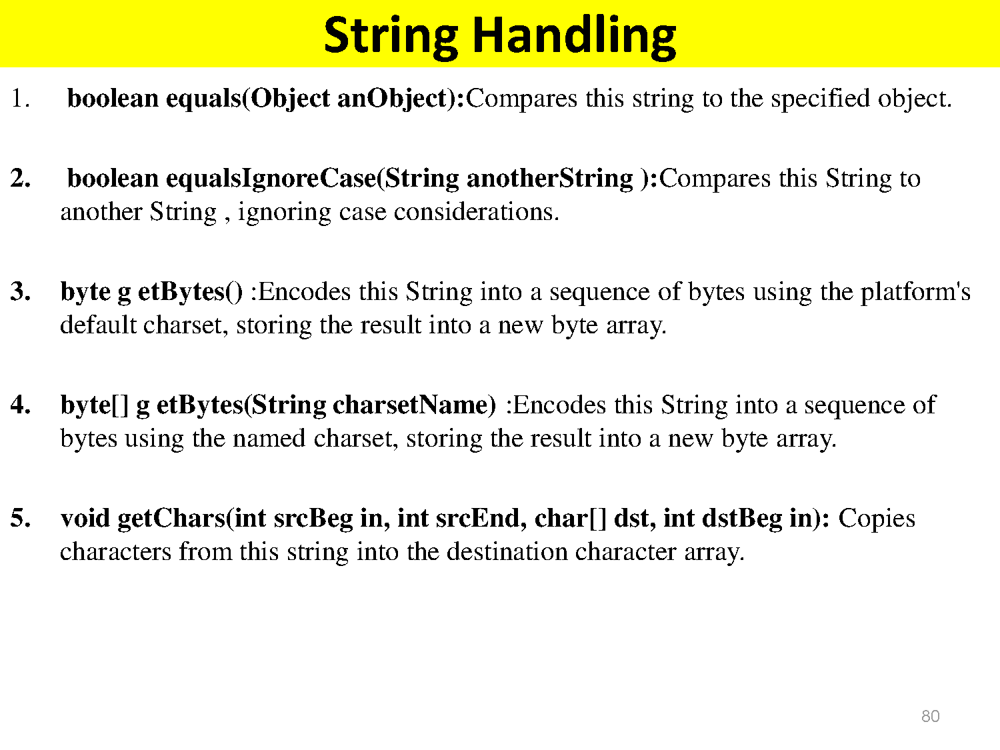 String Handling
1. boolean equals(Object anObject):Compares this string to the specified object.
2. boolean equalsIgnoreCase(String anotherString ):Compares this String to
another String , ignoring case considerations.
3. byte g etBytes() :Encodes this String into a sequence of bytes using the platform's
default charset, storing the result into a new byte array.
4. byte[] g etBytes(String charsetName) :Encodes this String into a sequence of
bytes using the named charset, storing the result into a new byte array.
5. void getChars(int srcBeg in, int srcEnd, char[] dst, int dstBeg in): Copies
characters from this string into the destination character array.
80